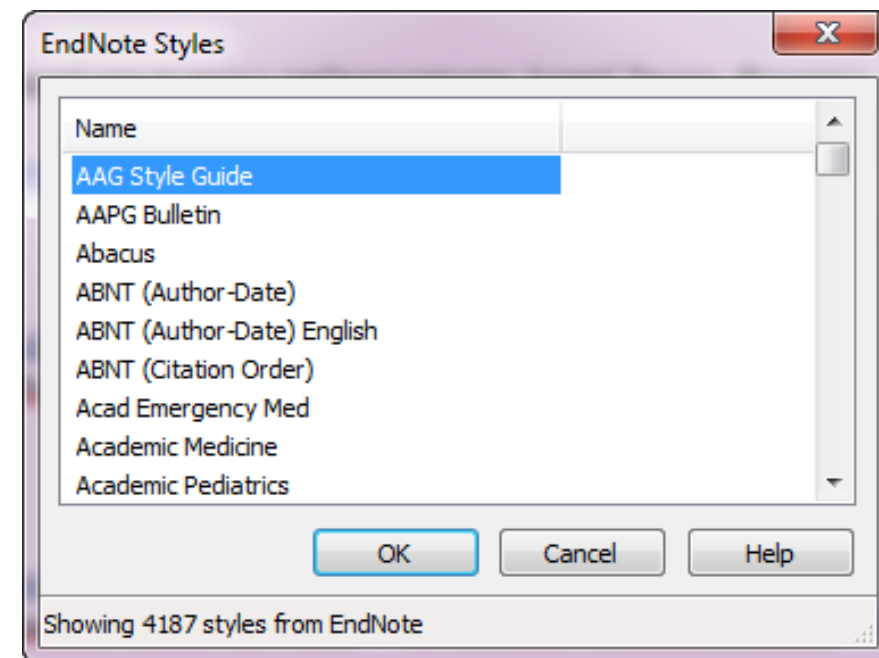 EndNote Styles
Name
AAG Style Guide
AAPG Bulletin
Abacus
ABNT (Author-Date)
ABNT (Author-Date) English
ABNT (Citation Order)
Acad Emergency Med
Academic Medicine
Academic Pediatrics
OK Cancel Help
Showing 4187 styles from EndNote